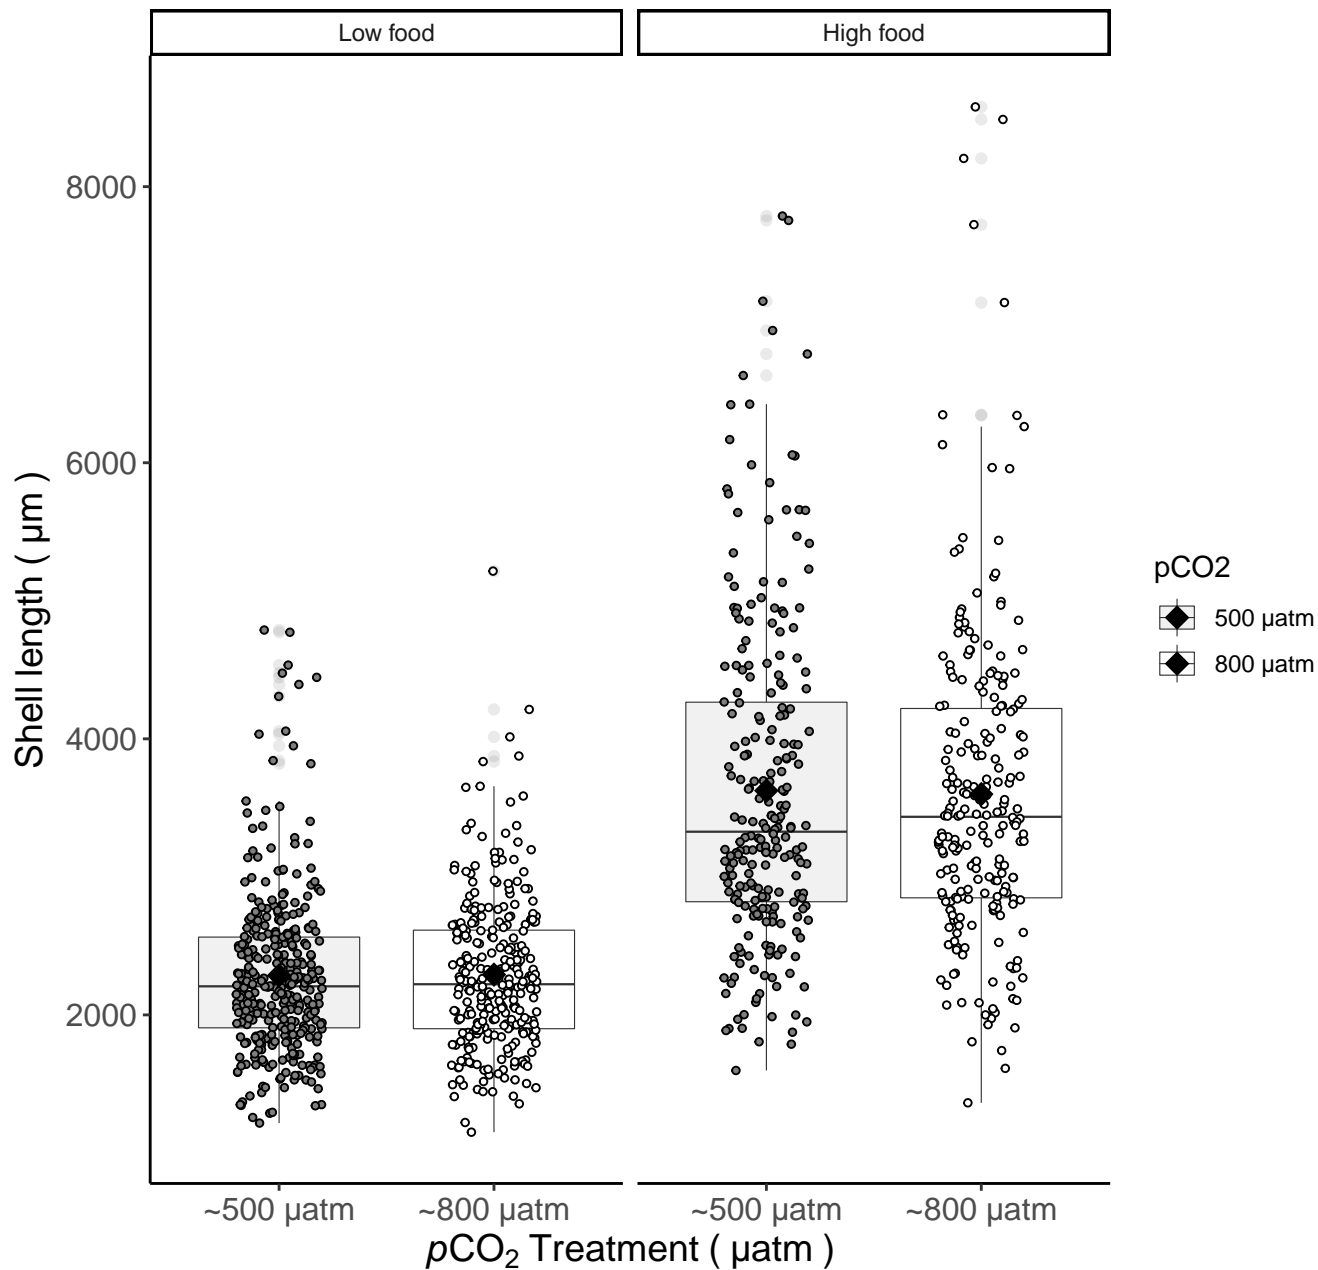 Low food
High food
8000
6000
4000
2000
Shell length ( µm )
~500 µatm
~800 µatm
~500 µatm
~800 µatm
pCO₂ Treatment ( µatm )
pCO2
500 µatm
800 µatm